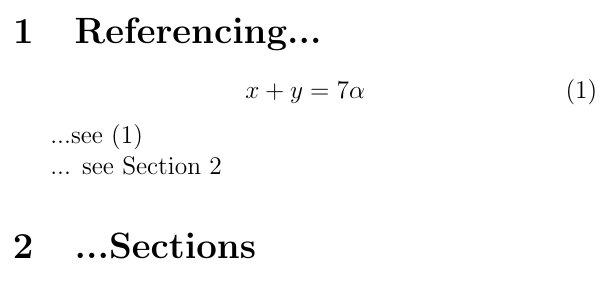 1 Referencing...
x + y = 7α (1)
...see (1)
... see Section 2
2 ...Sections